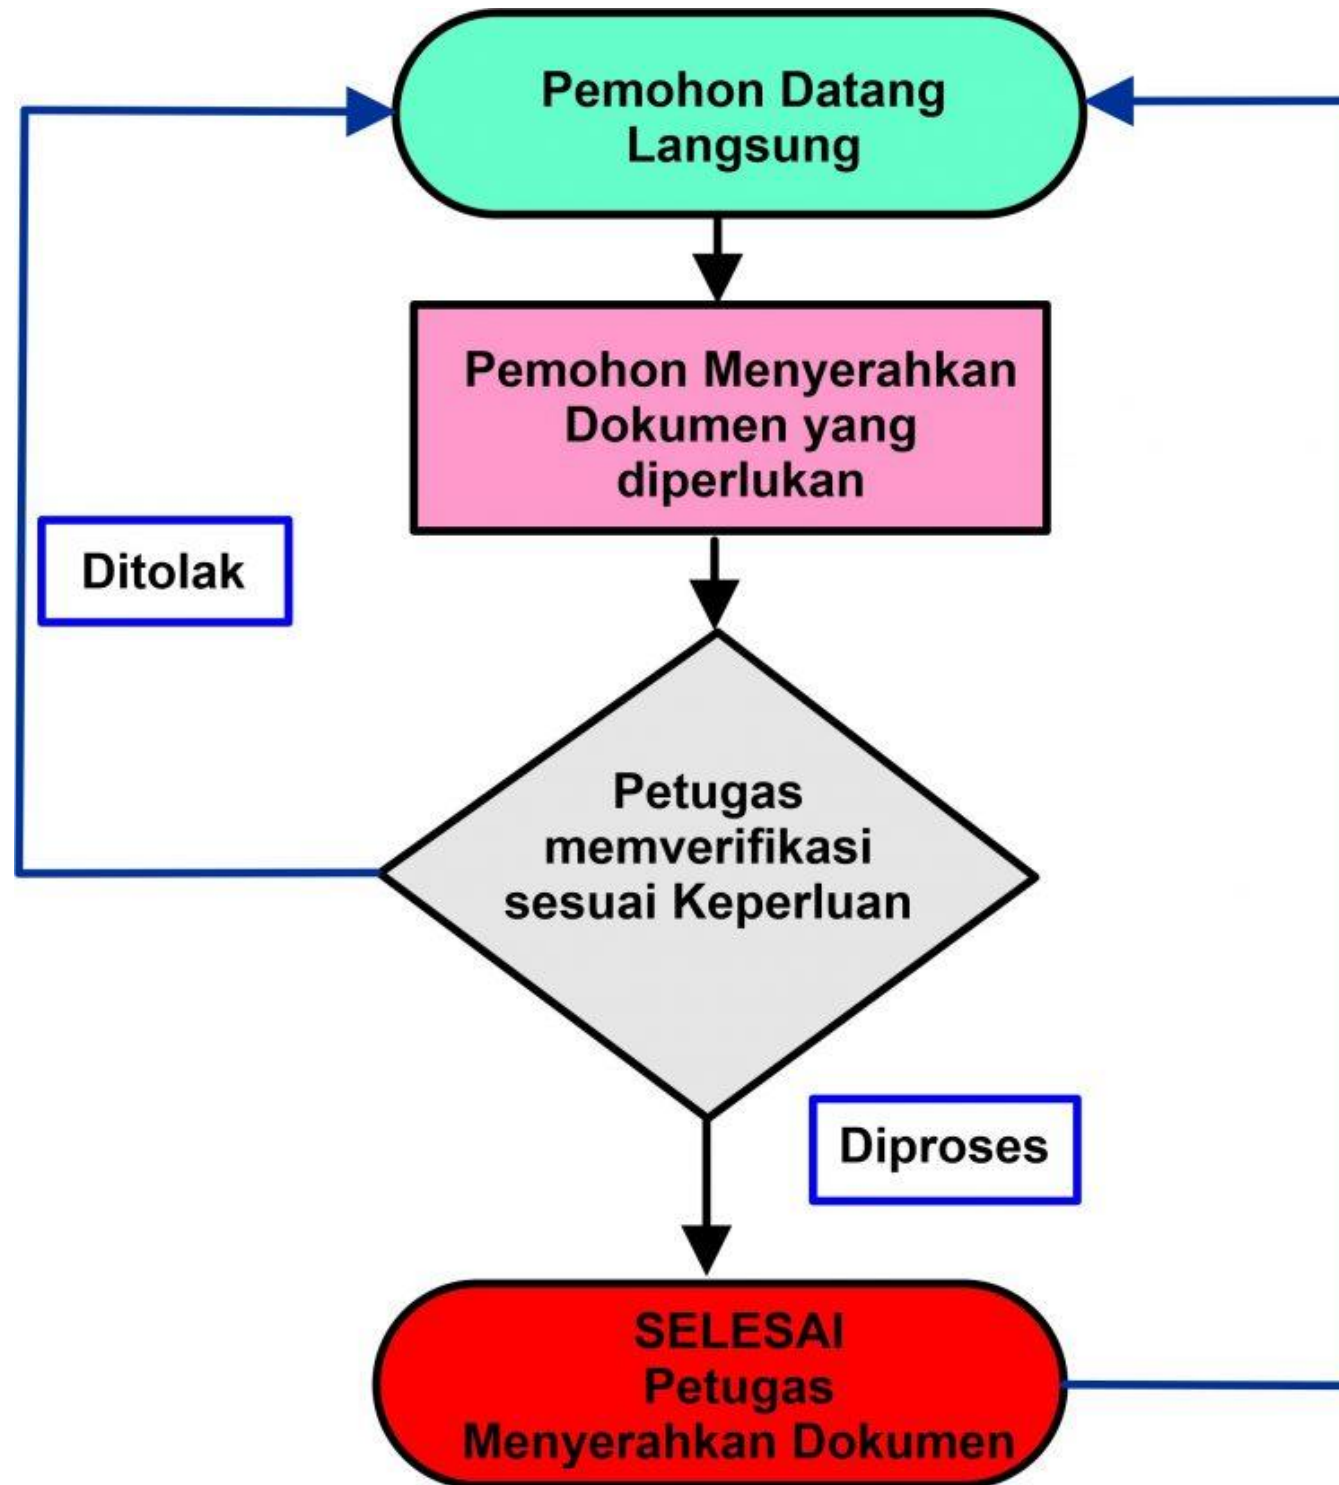 Pemohon Datang
Langsung
Pemohon Menyerahkan
Dokumen yang
diperlukan
Ditolak
Petugas
memverifikasi
sesuai Keperluan
Diproses
SELESAI
Petugas
Menyerahkan Dokumen